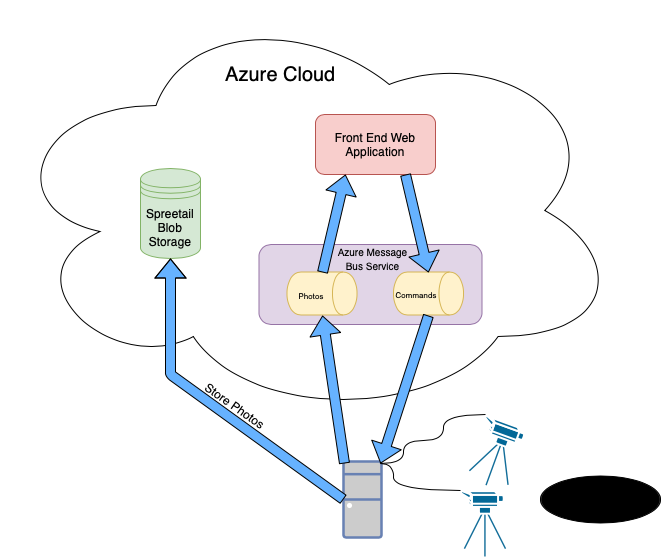 Azure Cloud
Front End Web
Application
Spreetail
Blob
Storage
Azure Message
Bus Service
Photos
Commands
Store Photos